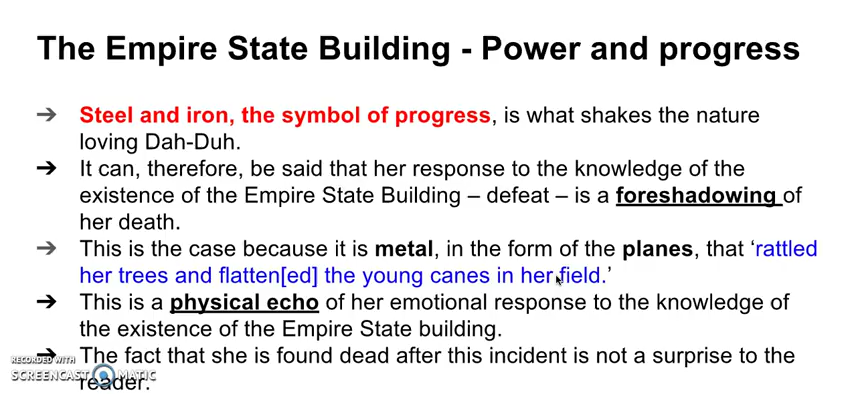 The Empire State Building - Power and progress
➔ Steel and iron, the symbol of progress, is what shakes the nature
loving Dah-Duh.
➔ It can, therefore, be said that her response to the knowledge of the
existence of the Empire State Building – defeat – is a foreshadowing of
her death.
➔ This is the case because it is metal, in the form of the planes, that ‘rattled
her trees and flatten[ed] the young canes in her field.’
➔ This is a physical echo of her emotional response to the knowledge of
the existence of the Empire State building.
➔ The fact that she is found dead after this incident is not a surprise to the
reader.
RECORDED WITH
SCREENCAST MATIC